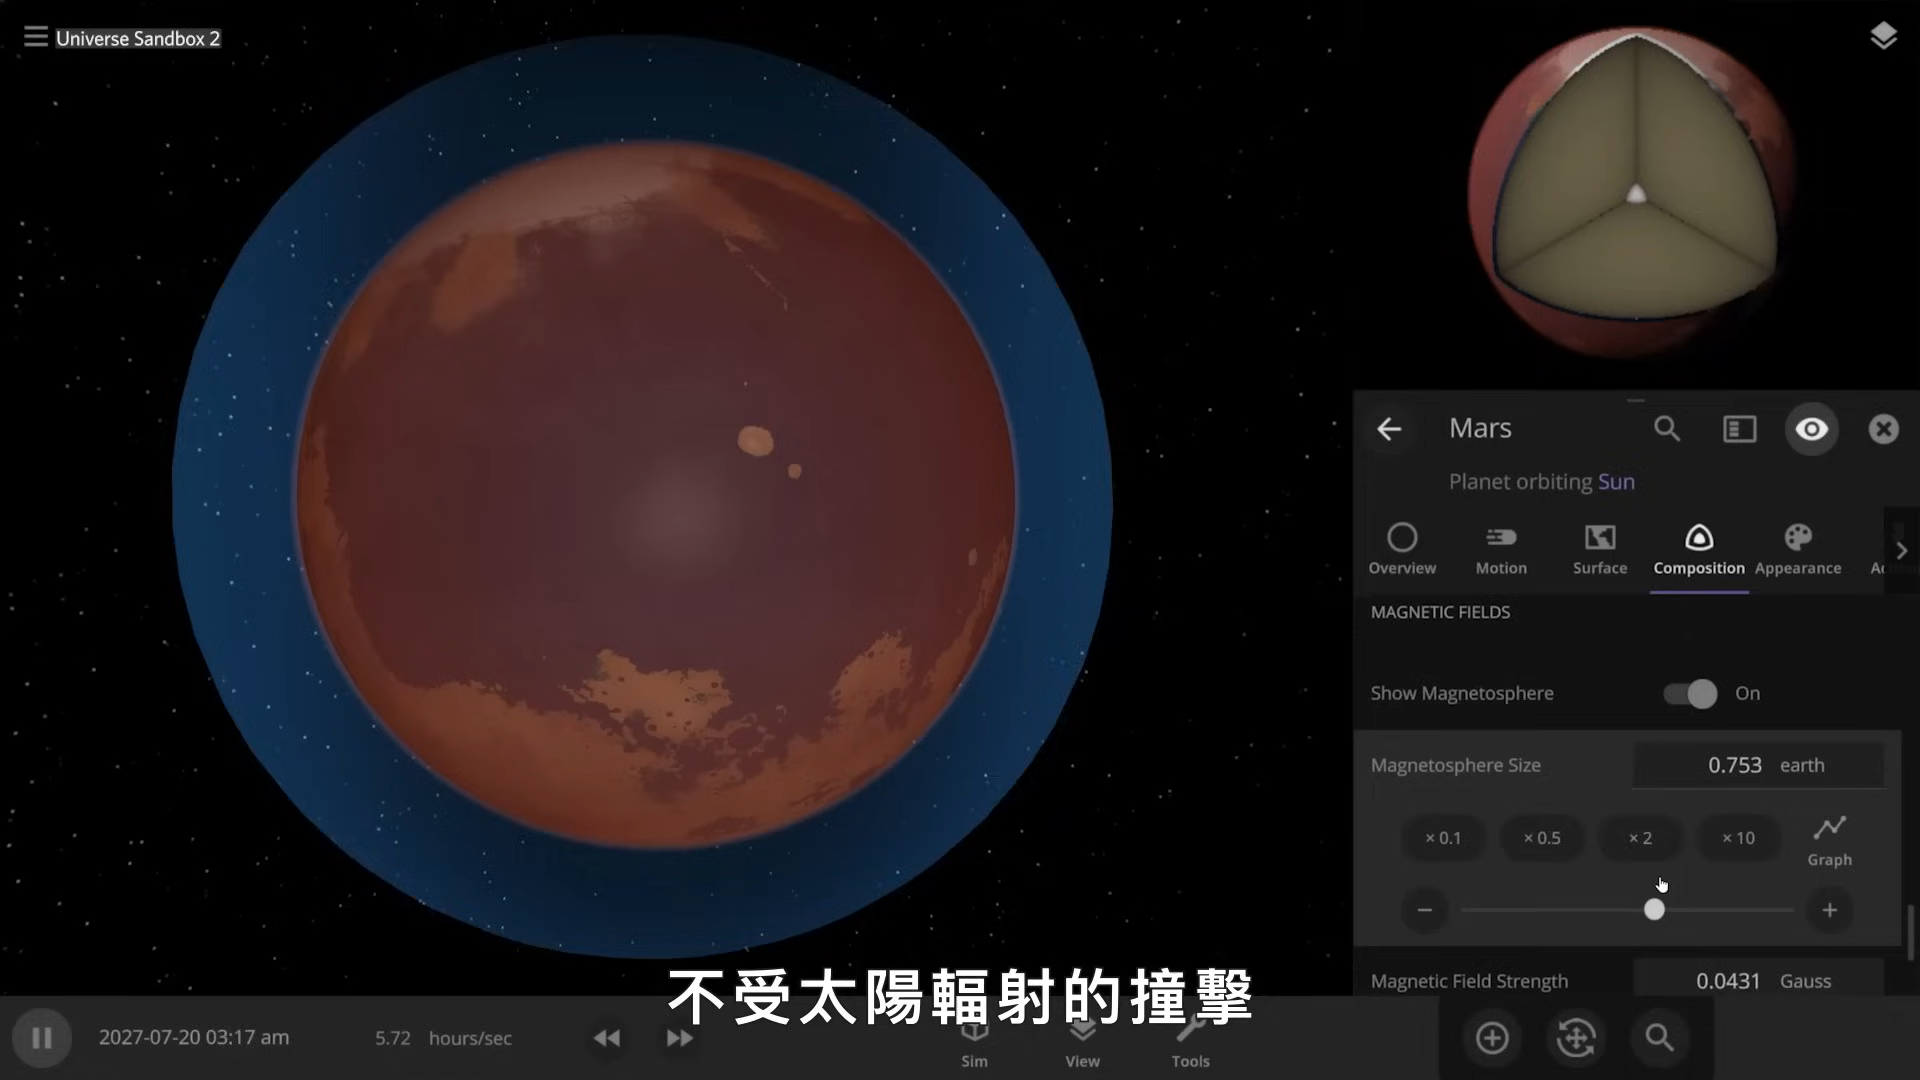 Universe Sandbox 2
Mars
Planet orbiting Sun
Overview
Motion
Surface
Composition
Appearance
MAGNETIC FIELDS
Show Magnetosphere On
Magnetosphere Size 0.753 earth
× 0.1 × 0.5 × 2 × 10
Graph
Magnetic Field Strength 0.0431 Gauss
不受太陽輻射的撞擊
2027-07-20 03:17 am 5.72 hours/sec
Sim View Tools